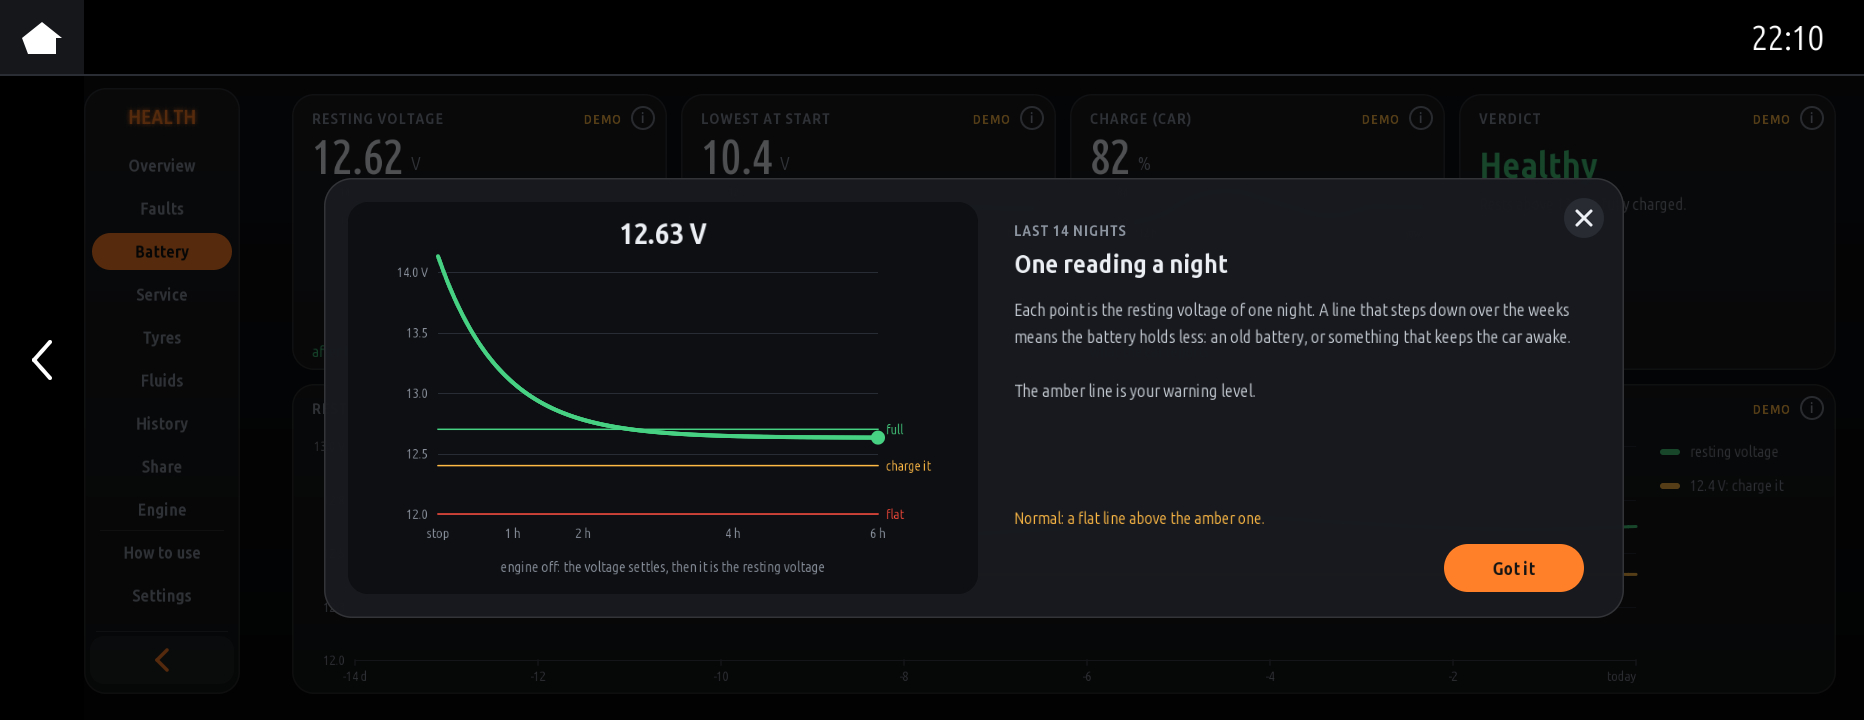 22:10
HEALTH
Overview
Faults
Battery
Service
Tyres
Fluids
History
Share
Engine
How to use
Settings
RESTING VOLTAGE DEMO i
12.62 V
LOWEST AT START DEMO i
10.4 V
CHARGE (CAR) DEMO i
82 %
VERDICT DEMO i
Healthy
y charged.
12.63 V
14.0 V
13.5
13.0
12.5
12.0
full
charge it
flat
stop 1 h 2 h 4 h 6 h
engine off: the voltage settles, then it is the resting voltage
LAST 14 NIGHTS
One reading a night
Each point is the resting voltage of one night. A line that steps down over the weeks
means the battery holds less: an old battery, or something that keeps the car awake.
The amber line is your warning level.
Normal: a flat line above the amber one.
Got it
DEMO i
resting voltage
12.4 V: charge it
12.0
-14 d -12 -10 -8 -6 -4 -2 today